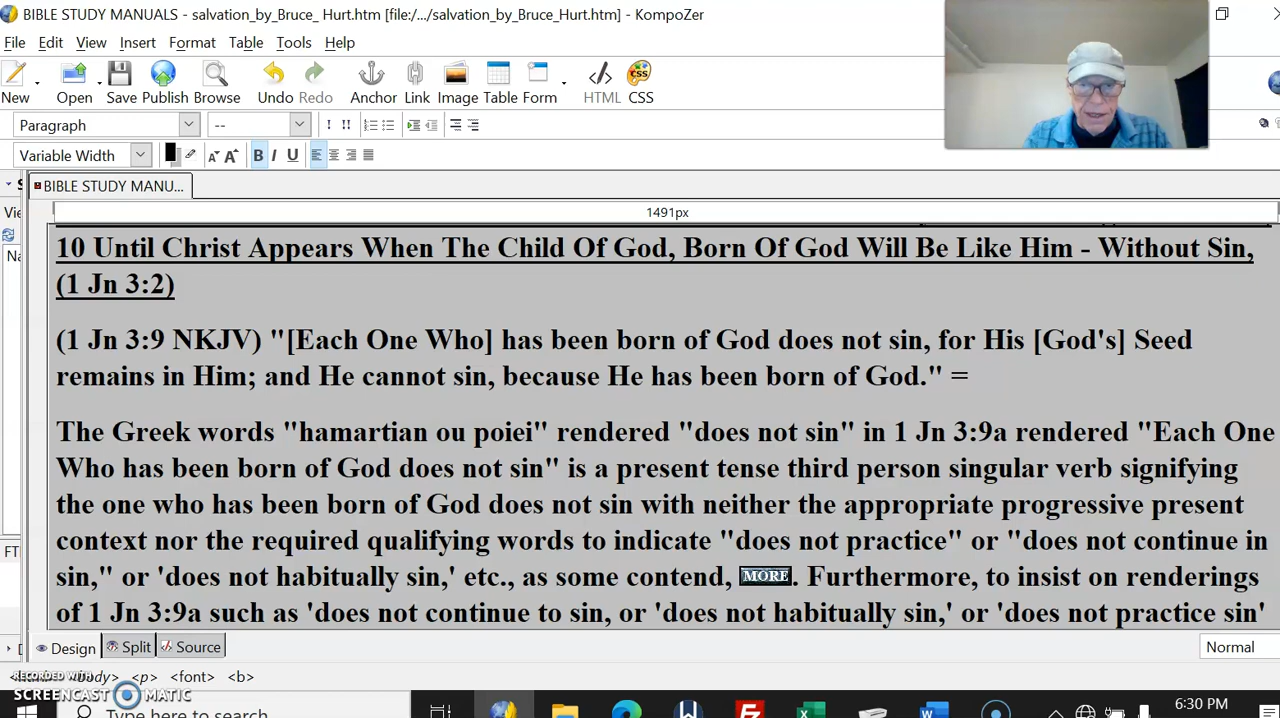 BIBLE STUDY MANUALS - salvation_by_Bruce_ Hurt.htm [file:/.../salvation_by_Bruce_Hurt.htm] - KompoZer
File Edit View Insert Format Table Tools Help
New Open Save Publish Browse Undo Redo Anchor Link Image Table Form HTML CSS
Paragraph --
Variable Width
BIBLE STUDY MANU...
1491px
10 Until Christ Appears When The Child Of God, Born Of God Will Be Like Him - Without Sin,
(1 Jn 3:2)
(1 Jn 3:9 NKJV) "[Each One Who] has been born of God does not sin, for His [God's] Seed
remains in Him; and He cannot sin, because He has been born of God." =
The Greek words "hamartian ou poiei" rendered "does not sin" in 1 Jn 3:9a rendered "Each One
Who has been born of God does not sin" is a present tense third person singular verb signifying
the one who has been born of God does not sin with neither the appropriate progressive present
context nor the required qualifying words to indicate "does not practice" or "does not continue in
sin," or 'does not habitually sin,' etc., as some contend, MORE. Furthermore, to insist on renderings
of 1 Jn 3:9a such as 'does not continue to sin, or 'does not habitually sin,' or 'does not practice sin'
Design Split Source
Normal
<body> <p> <font> <b>
RECORDED WITH
SCREENCAST MATIC
Type here to search
6:30 PM